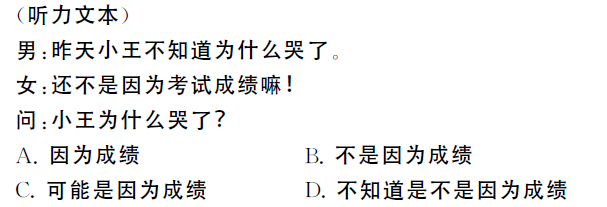 (听力文本)
男:昨天小王不知道为什么哭了。
女:还不是因为考试成绩嘛!
问:小王为什么哭了?
A. 因为成绩 B. 不是因为成绩
C. 可能是因为成绩 D. 不知道是不是因为成绩